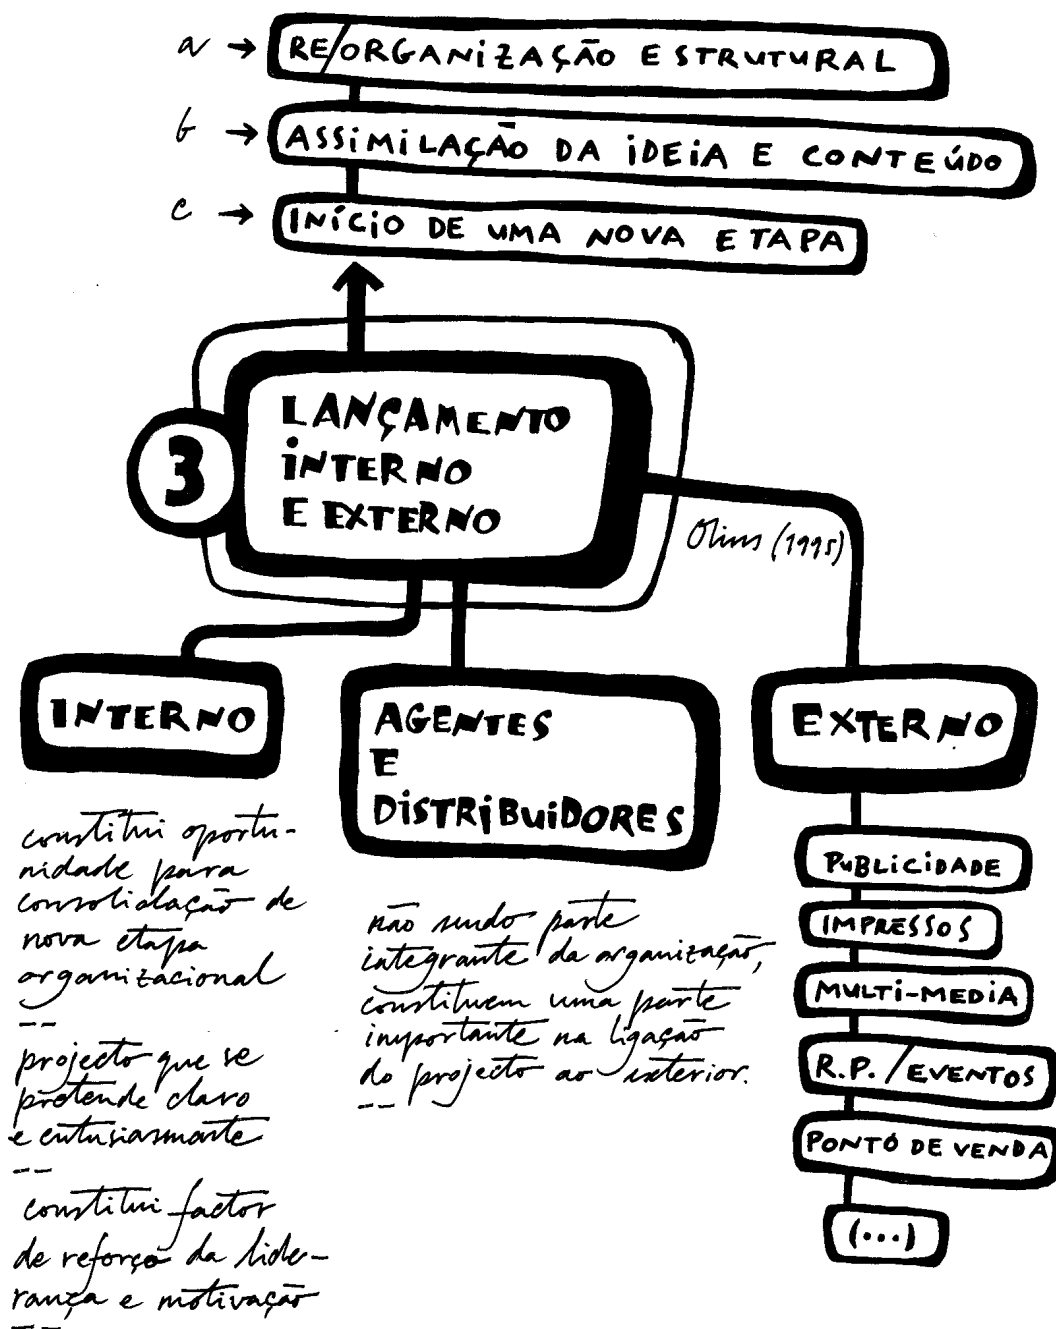 a → RE/ORGANIZAÇÃO ESTRUTURAL
b → ASSIMILAÇÃO DA IDEIA E CONTEÚDO
c → INÍCIO DE UMA NOVA ETAPA
3
LANÇAMENTO
INTERNO
E EXTERNO
Olins (1995)
INTERNO
constitui oportu-
nidade para
consolidação de
nova etapa
organizacional
--
projecto que se
pretende claro
e entusiasmante
--
constitui factor
de reforço da lide-
rança e motivação
--
AGENTES
E
DISTRIBUIDORES
não sendo parte
integrante da organização,
constituem uma parte
importante na ligação
do projecto ao exterior.
--
EXTERNO
PUBLICIDADE
IMPRESSOS
MULTI-MEDIA
R.P./EVENTOS
PONTO DE VENDA
(...)